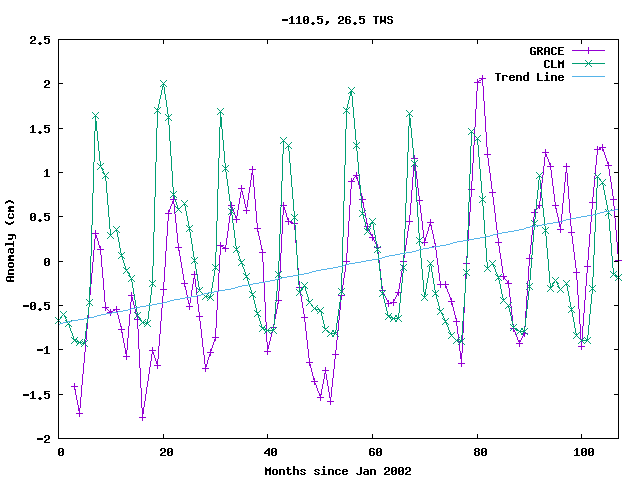 -110.5, 26.5 TWS
2.5
2
1.5
1
0.5
0
-0.5
-1
-1.5
-2
Anomaly (cm)
GRACE
CLM
Trend Line
0 20 40 60 80 100
Months since Jan 2002